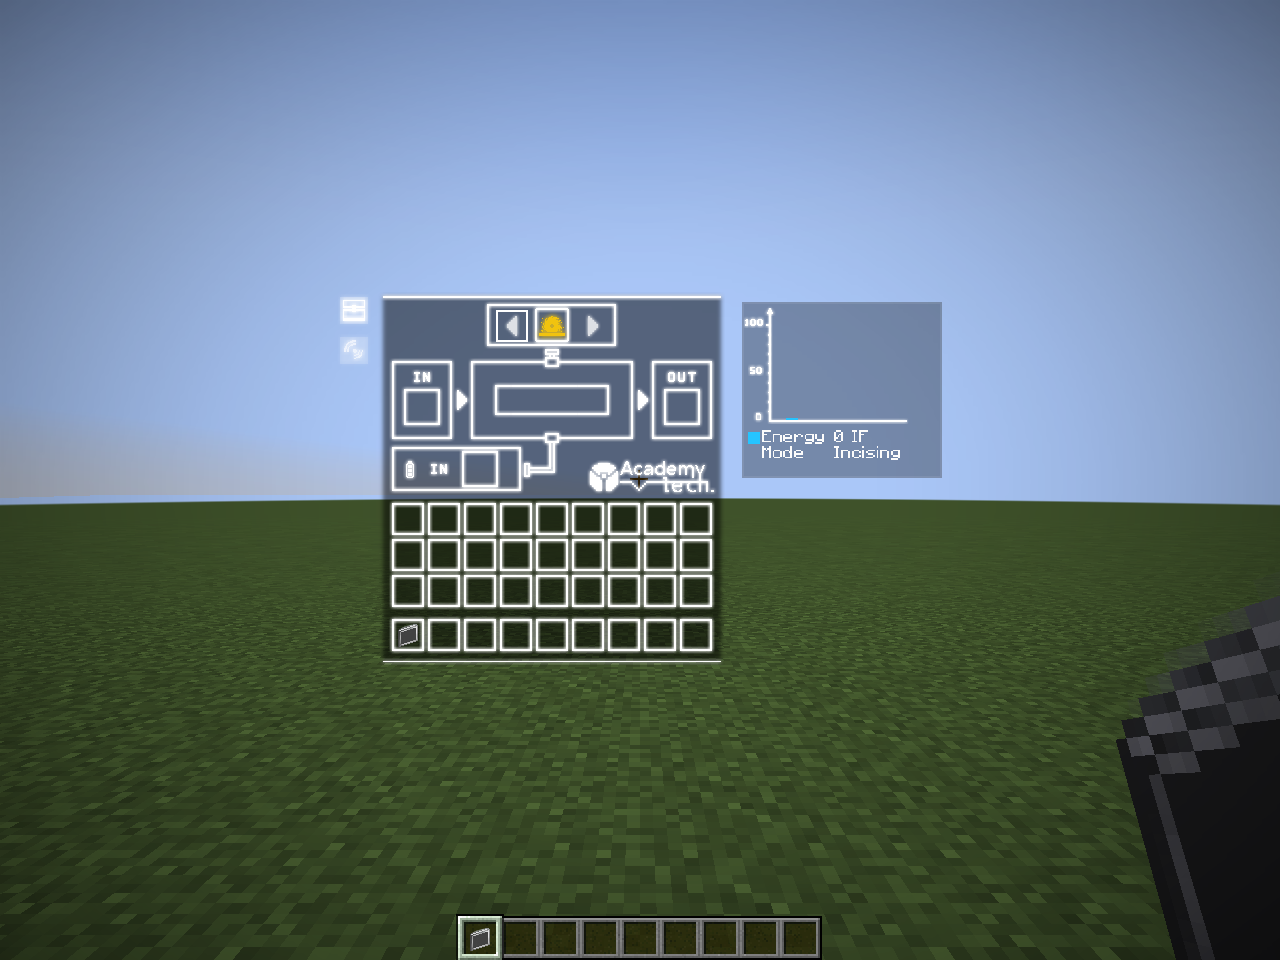 IN
OUT
IN
Academy
Tech.
100
50
0
Energy 0 IF
Mode Incising